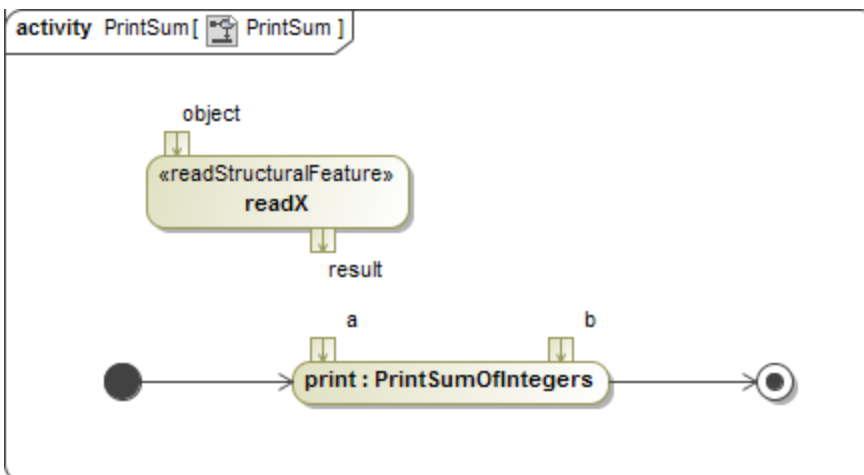 activity PrintSum[ PrintSum ]
object
«readStructuralFeature»
readX
result
a b
print : PrintSumOfIntegers